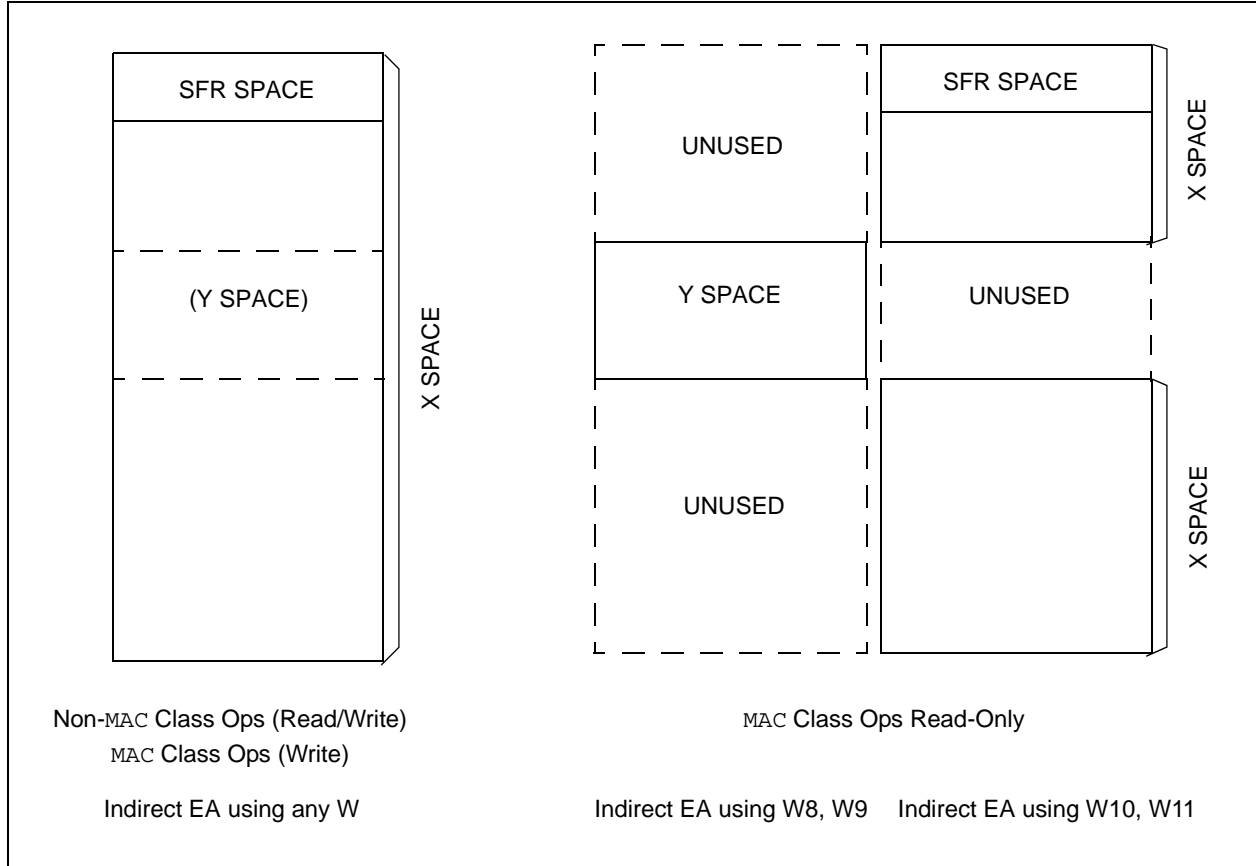 SFR SPACE
(Y SPACE)
X SPACE
Non-MAC Class Ops (Read/Write)
MAC Class Ops (Write)
Indirect EA using any W
UNUSED
Y SPACE
UNUSED
SFR SPACE
X SPACE
UNUSED
X SPACE
MAC Class Ops Read-Only
Indirect EA using W8, W9
Indirect EA using W10, W11